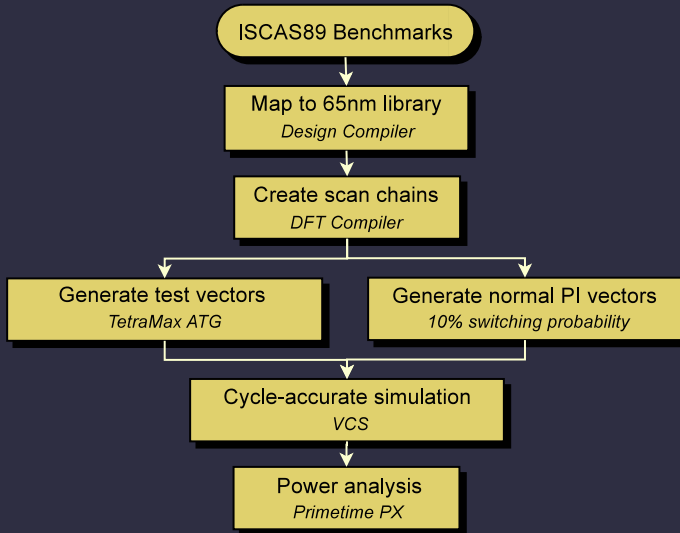 ISCAS89 Benchmarks
Map to 65nm library
Design Compiler
Create scan chains
DFT Compiler
Generate test vectors
TetraMax ATG
Generate normal PI vectors
10% switching probability
Cycle-accurate simulation
VCS
Power analysis
Primetime PX